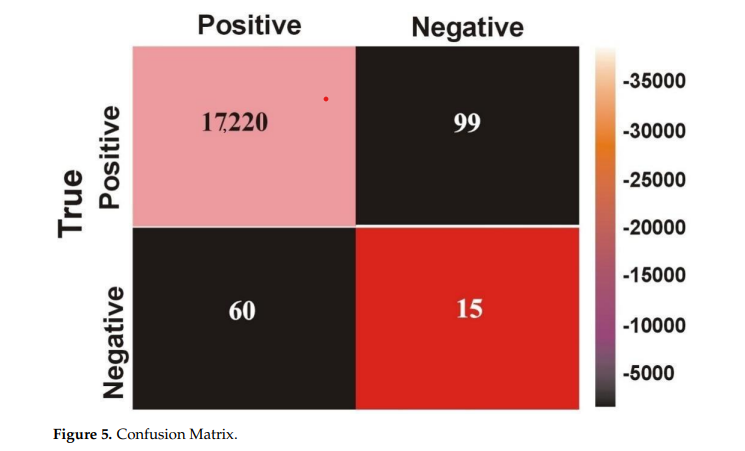 Positive Negative
True
Positive
17,220 99
Negative
60 15
-35000
-30000
-25000
-20000
-15000
-10000
-5000
Figure 5. Confusion Matrix.